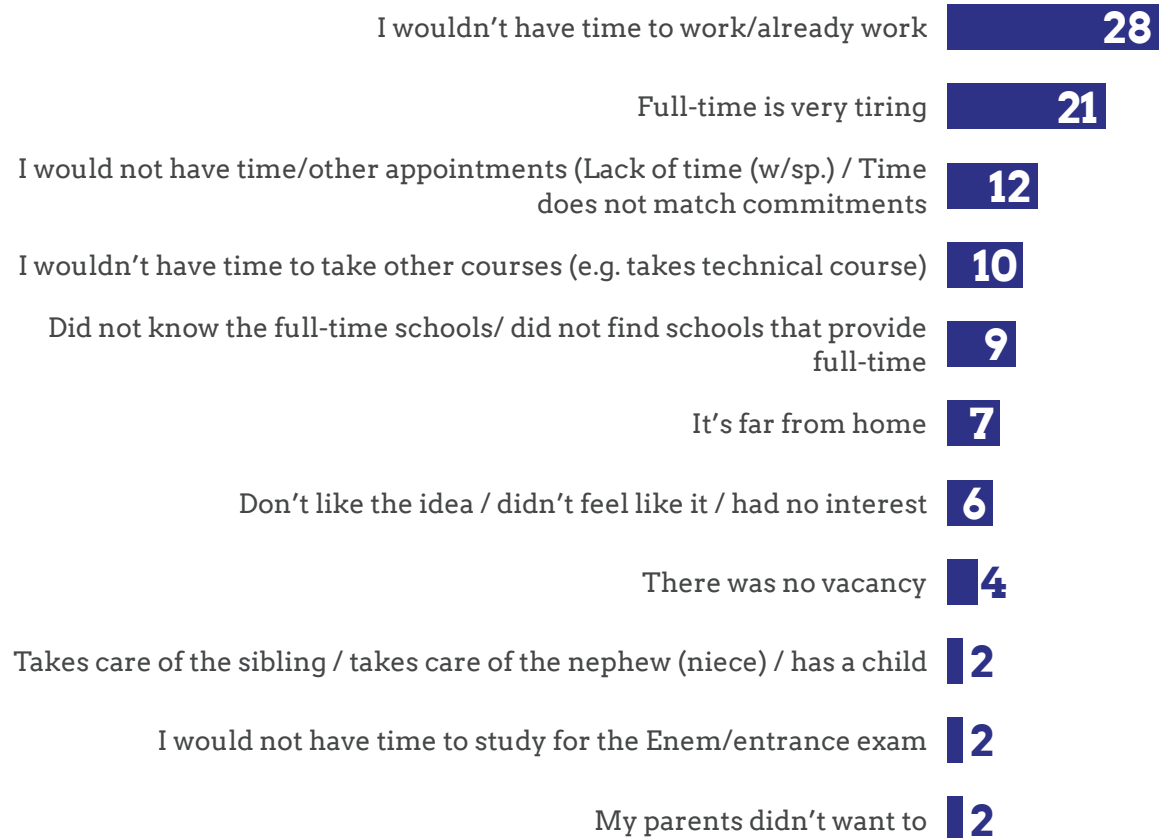 I wouldn’t have time to work/already work 28
Full-time is very tiring 21
I would not have time/other appointments (Lack of time (w/sp.) / Time
does not match commitments 12
I wouldn’t have time to take other courses (e.g. takes technical course) 10
Did not know the full-time schools/ did not find schools that provide
full-time 9
It’s far from home 7
Don’t like the idea / didn’t feel like it / had no interest 6
There was no vacancy 4
Takes care of the sibling / takes care of the nephew (niece) / has a child 2
I would not have time to study for the Enem/entrance exam 2
My parents didn’t want to 2